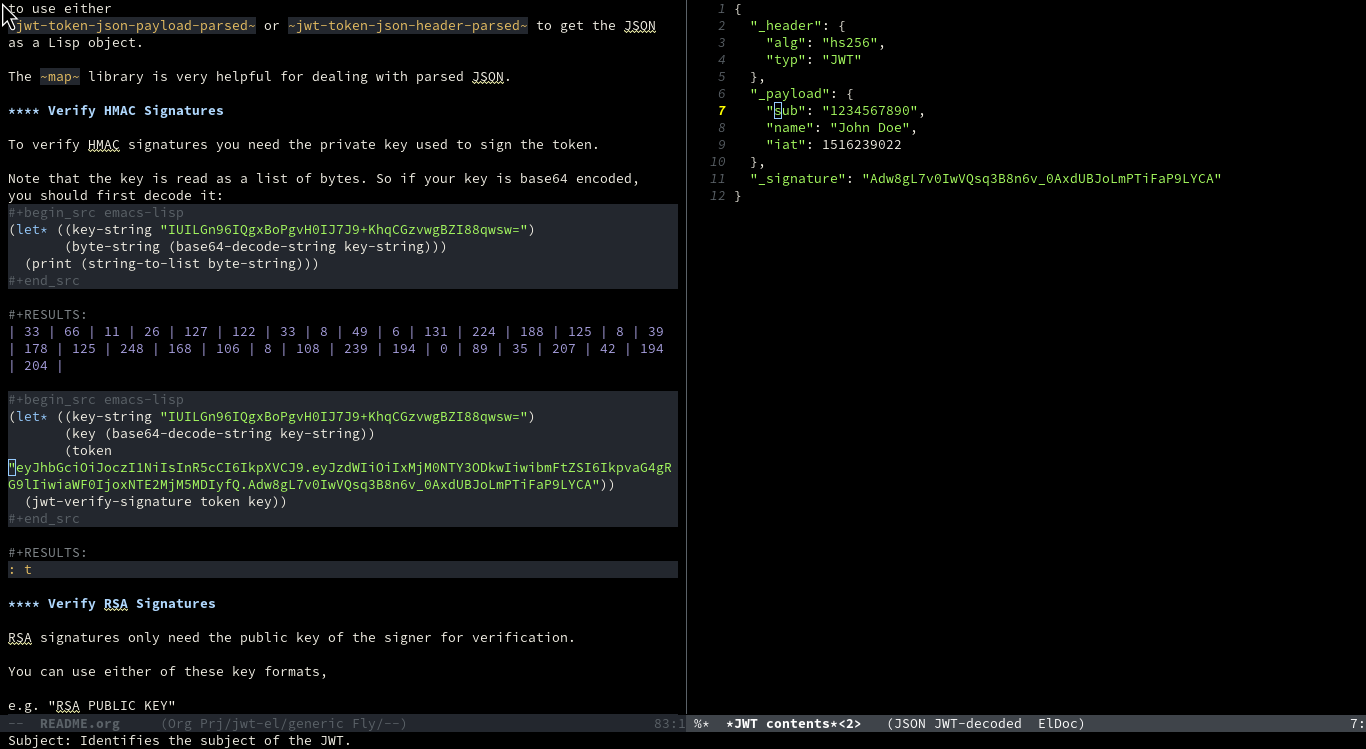 to use either
~jwt-token-json-payload-parsed~ or ~jwt-token-json-header-parsed~ to get the JSON
as a Lisp object.
The ~map~ library is very helpful for dealing with parsed JSON.
**** Verify HMAC Signatures
To verify HMAC signatures you need the private key used to sign the token.
Note that the key is read as a list of bytes. So if your key is base64 encoded,
you should first decode it:
#+begin_src emacs-lisp
(let* ((key-string "IUILGn96IQgxBoPgvH0IJ7J9+KhqCGzvwgBZI88qwsw=")
       (byte-string (base64-decode-string key-string)))
  (print (string-to-list byte-string)))
#+end_src
#+RESULTS:
| 33 | 66 | 11 | 26 | 127 | 122 | 33 | 8 | 49 | 6 | 131 | 224 | 188 | 125 | 8 | 39
| 178 | 125 | 248 | 168 | 106 | 8 | 108 | 239 | 194 | 0 | 89 | 35 | 207 | 42 | 194
| 204 |
#+begin_src emacs-lisp
(let* ((key-string "IUILGn96IQgxBoPgvH0IJ7J9+KhqCGzvwgBZI88qwsw=")
       (key (base64-decode-string key-string))
       (token
"eyJhbGciOiJoczI1NiIsInR5cCI6IkpXVCJ9.eyJzdWIiOiIxMjM0NTY3ODkwIiwibmFtZSI6IkpvaG4gR
G9lIiwiaWF0IjoxNTE2MjM5MDIyfQ.Adw8gL7v0IwVQsq3B8n6v_0AxdUBJoLmPTiFaP9LYCA"))
  (jwt-verify-signature token key))
#+end_src
#+RESULTS:
: t
**** Verify RSA Signatures
RSA signatures only need the public key of the signer for verification.
You can use either of these key formats,
e.g. "RSA PUBLIC KEY"
--  README.org     (Org Prj/jwt-el/generic Fly/--)     83:1
Subject: Identifies the subject of the JWT.
1 {
2   "_header": {
3     "alg": "hs256",
4     "typ": "JWT"
5   },
6   "_payload": {
7     "sub": "1234567890",
8     "name": "John Doe",
9     "iat": 1516239022
10   },
11   "_signature": "Adw8gL7v0IwVQsq3B8n6v_0AxdUBJoLmPTiFaP9LYCA"
12 }
%*  *JWT contents*<2>   (JSON JWT-decoded  ElDoc)     7: